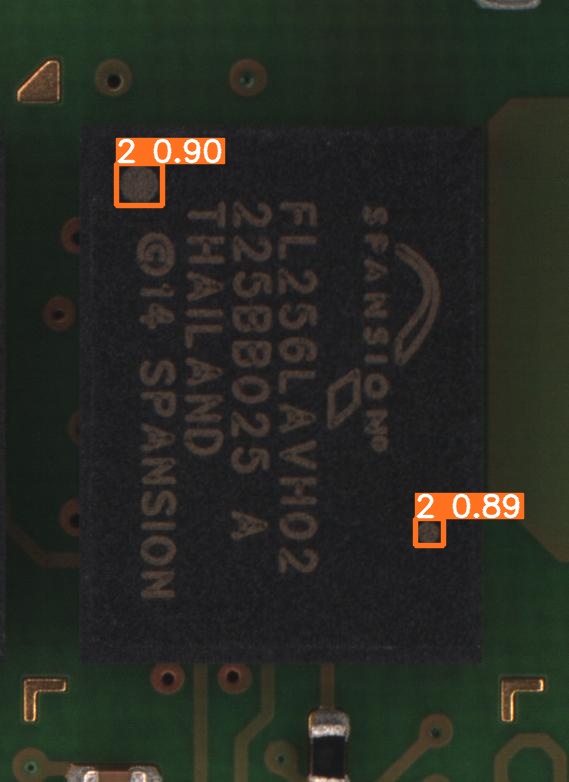 2 0.90
SPANSION®
FL256LAVH02
225BB025 A
THAILAND
©14 SPANSION
2 0.89